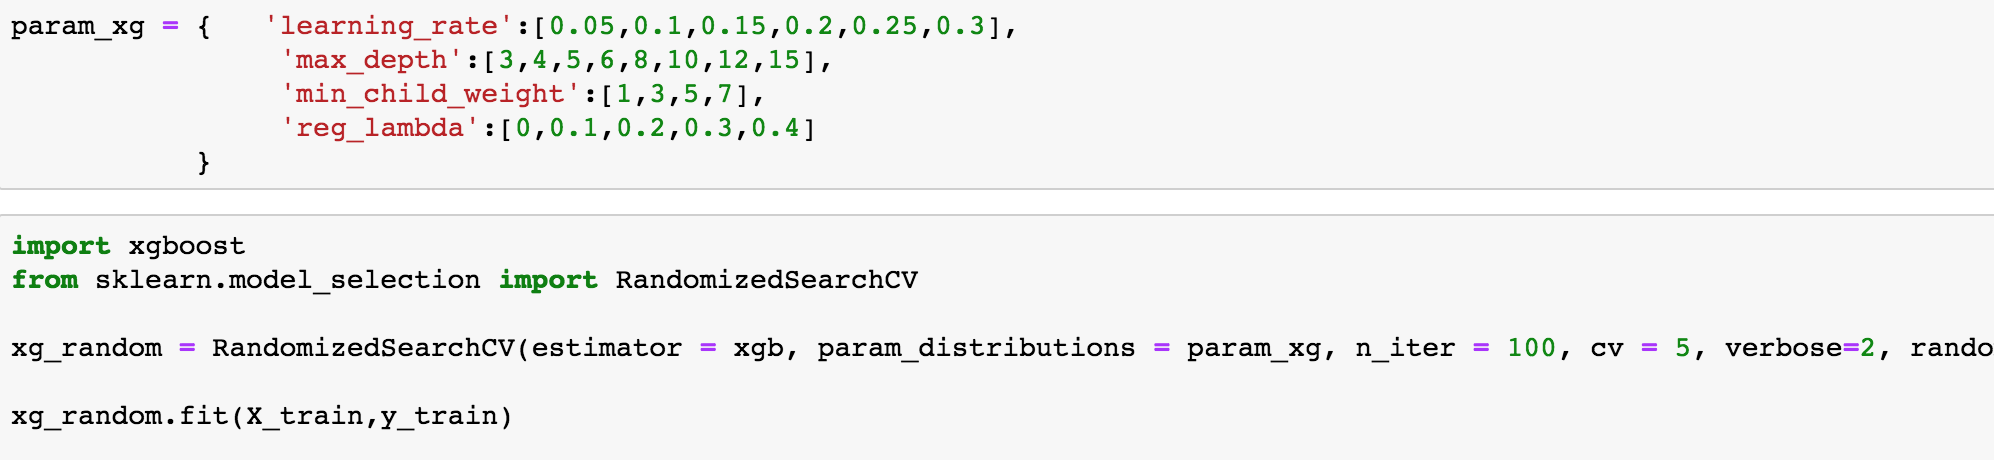 param_xg = {   'learning_rate':[0.05,0.1,0.15,0.2,0.25,0.3],
                'max_depth':[3,4,5,6,8,10,12,15],
                'min_child_weight':[1,3,5,7],
                'reg_lambda':[0,0.1,0.2,0.3,0.4]
           }
import xgboost
from sklearn.model_selection import RandomizedSearchCV
xg_random = RandomizedSearchCV(estimator = xgb, param_distributions = param_xg, n_iter = 100, cv = 5, verbose=2, rando
xg_random.fit(X_train,y_train)